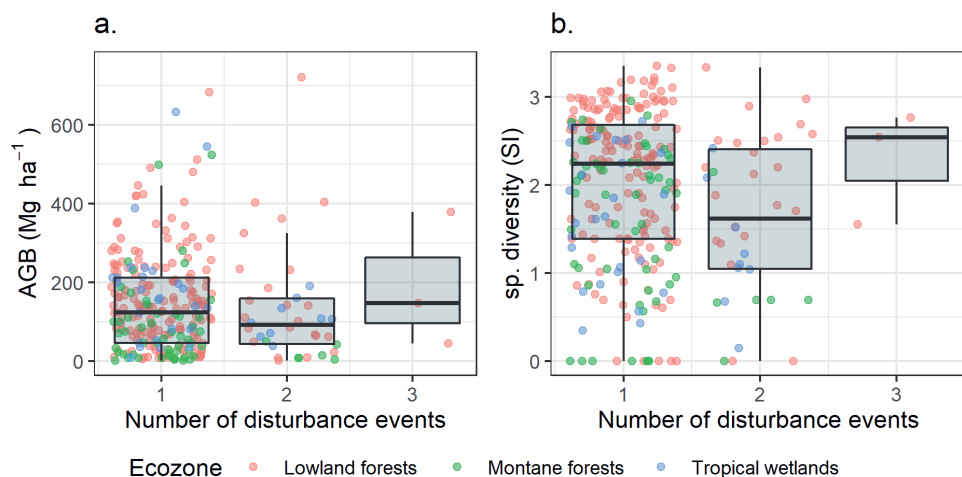 a.
AGB (Mg ha⁻¹)
600
400
200
0
1 2 3
Number of disturbance events
b.
sp. diversity (SI)
3
2
1
0
1 2 3
Number of disturbance events
Ecozone Lowland forests Montane forests Tropical wetlands